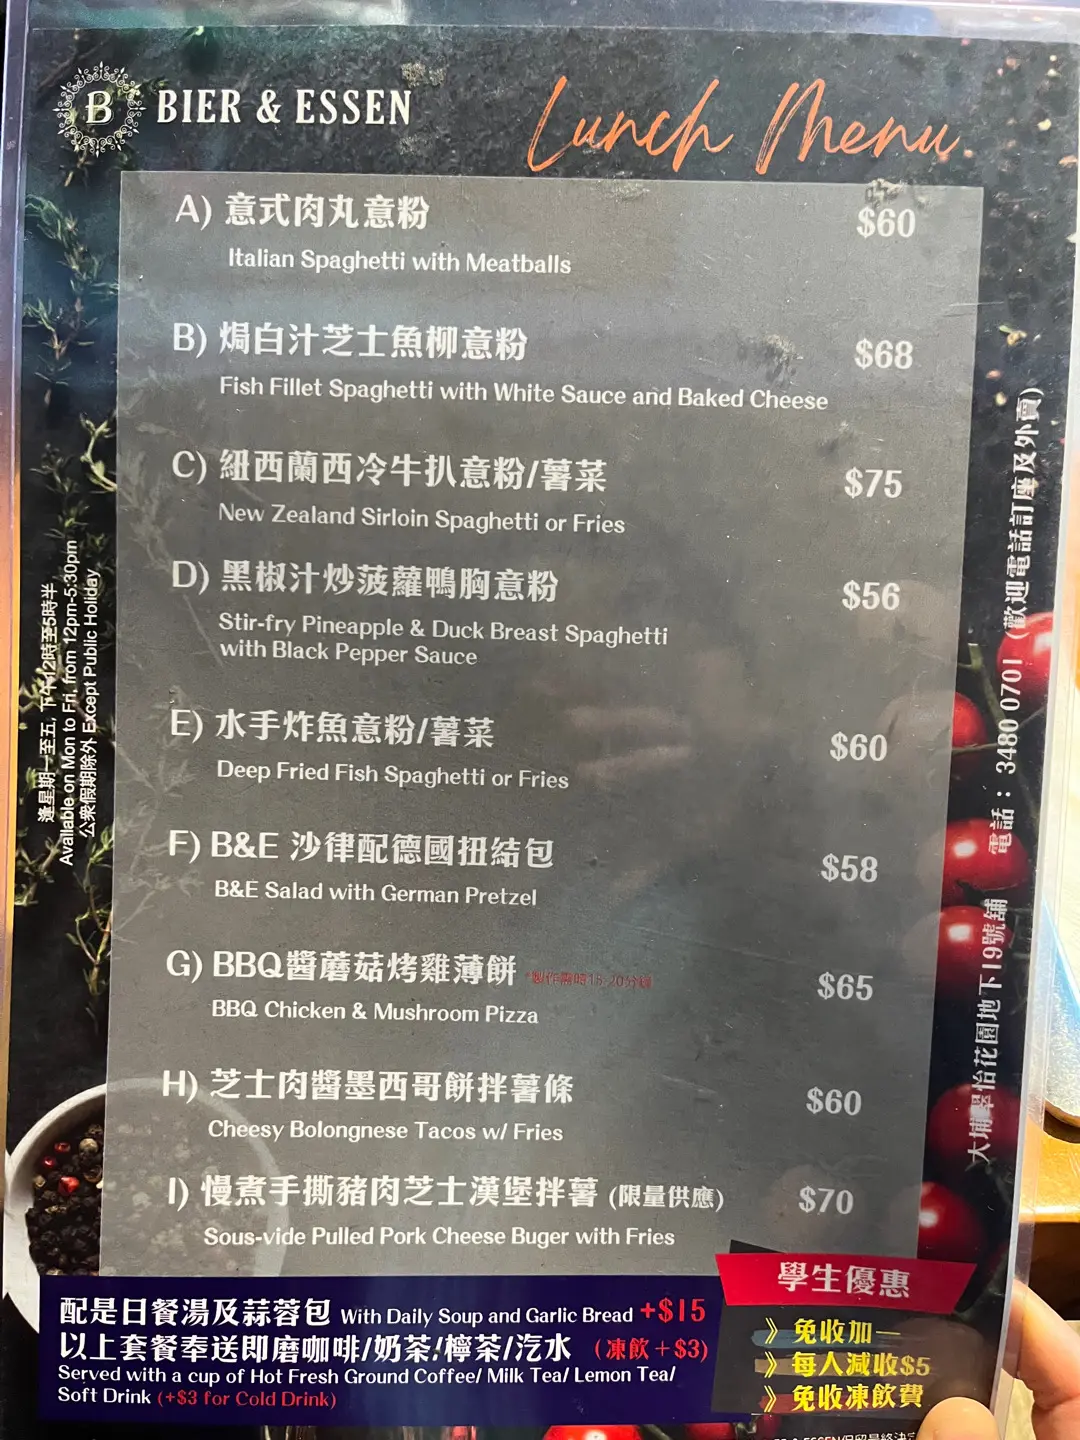 B BIER & ESSEN
Lunch Menu
A) 意式肉丸意粉 $60
Italian Spaghetti with Meatballs
B) 焗白汁芝士魚柳意粉 $68
Fish Fillet Spaghetti with White Sauce and Baked Cheese
C) 紐西蘭西冷牛扒意粉/薯菜 $75
New Zealand Sirloin Spaghetti or Fries
D) 黑椒汁炒菠蘿鴨胸意粉 $56
Stir-fry Pineapple & Duck Breast Spaghetti
with Black Pepper Sauce
E) 水手炸魚意粉/薯菜 $60
Deep Fried Fish Spaghetti or Fries
F) B&E 沙律配德國扭結包 $58
B&E Salad with German Pretzel
G) BBQ醬蘑菇烤雞薄餅 *製作需時15-20分鐘 $65
BBQ Chicken & Mushroom Pizza
H) 芝士肉醬墨西哥餅拌薯條 $60
Cheesy Bolongnese Tacos w/ Fries
I) 慢煮手撕豬肉芝士漢堡拌薯 (限量供應) $70
Sous-vide Pulled Pork Cheese Buger with Fries
配是日餐湯及蒜蓉包 With Daily Soup and Garlic Bread +$15
以上套餐奉送即磨咖啡/奶茶/檸茶/汽水 (凍飲+$3)
Served with a cup of Hot Fresh Ground Coffee/ Milk Tea/ Lemon Tea/
Soft Drink (+$3 for Cold Drink)
學生優惠
》免收加一
》每人減收$5
》免收凍飲費
逢星期一至五, 下午12時至5時半
Available on Mon to Fri, from 12pm-5:30pm
公眾假期除外 Except Public Holiday
大埔翠怡花園地下19號舖 電話：3480 0701 (歡迎電話訂座及外賣)